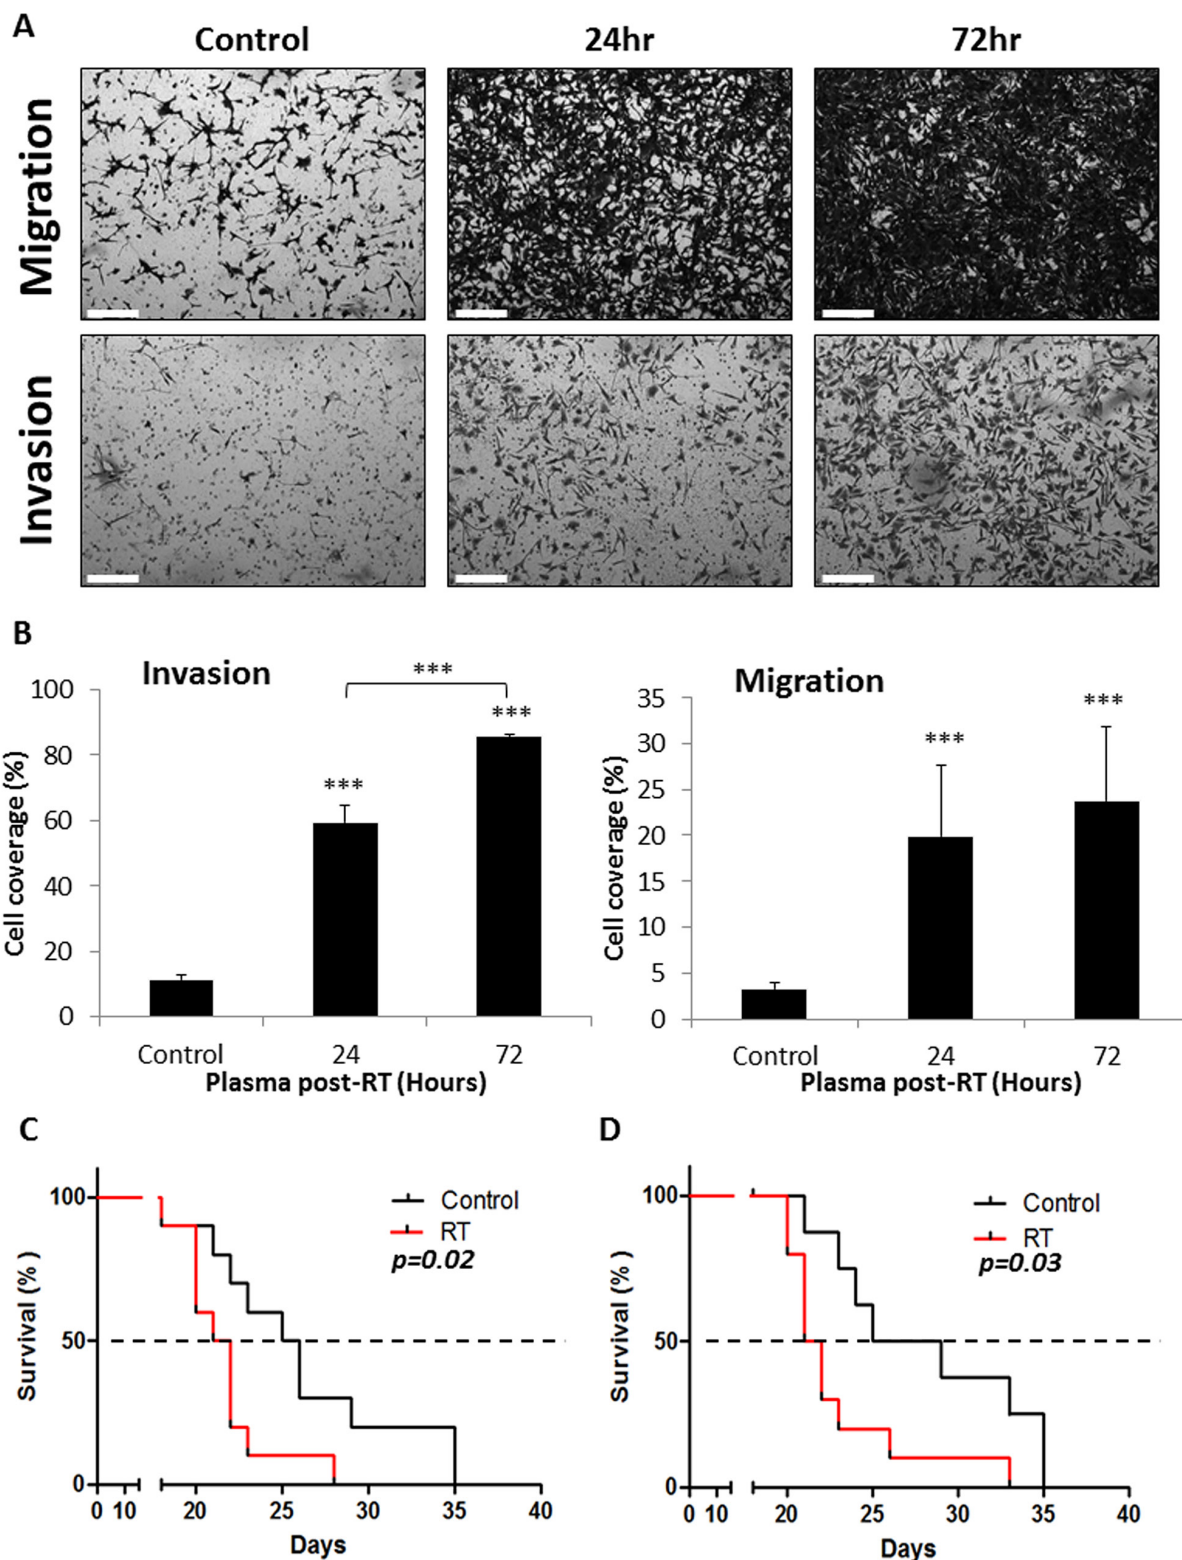 A
Control 24hr 72hr
Migration
Invasion
B
Invasion
***
***
***
100
80
60
40
20
0
Cell coverage (%)
Control 24 72
Plasma post-RT (Hours)
Migration
***
***
35
30
25
20
15
10
5
0
Cell coverage (%)
Control 24 72
Plasma post-RT (Hours)
C
Control
RT
p=0.02
100
50
0
Survival (% )
0 10 20 25 30 35 40
Days
D
Control
RT
p=0.03
100
50
0
Survival (% )
0 10 20 25 30 35 40
Days